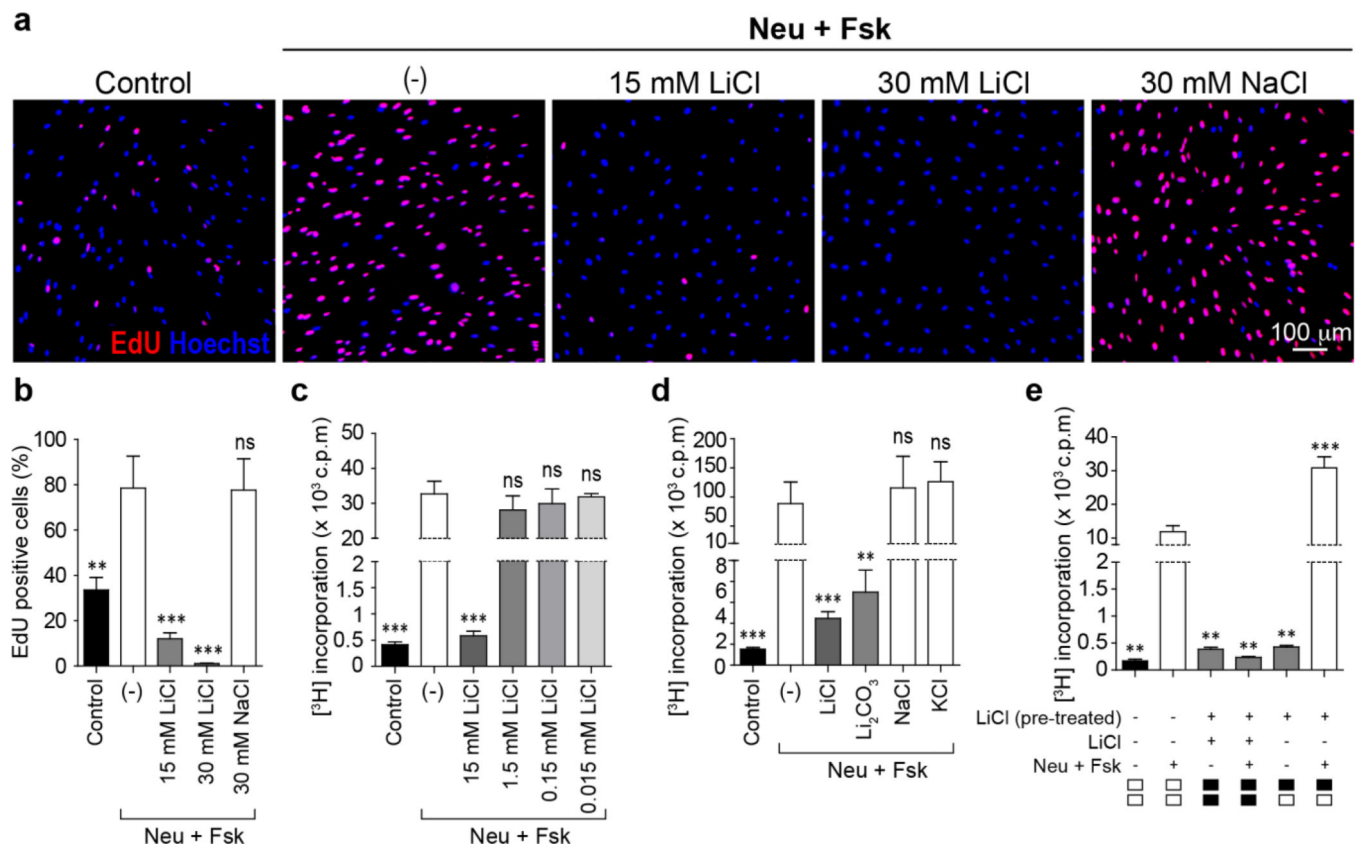 a
Neu + Fsk
Control
(-)
15 mM LiCl
30 mM LiCl
30 mM NaCl
EdU Hoechst
100 µm
b
EdU positive cells (%)
100
80
60
40
20
0
**
***
***
ns
Control
(-)
15 mM LiCl
30 mM LiCl
30 mM NaCl
Neu + Fsk
c
[³H] incorporation (x 10³ c.p.m)
50
40
30
20
2
1.5
1
0.5
0
***
***
ns
ns
ns
Control
(-)
15 mM LiCl
1.5 mM LiCl
0.15 mM LiCl
0.015 mM LiCl
Neu + Fsk
d
[³H] incorporation (x 10³ c.p.m)
200
150
100
50
10
8
6
4
2
0
***
***
**
ns
ns
Control
(-)
LiCl
Li₂CO₃
NaCl
KCl
Neu + Fsk
e
[³H] incorporation (x 10³ c.p.m)
40
30
20
10
2
1.5
1
0.5
0
**
**
**
**
***
LiCl (pre-treated) - - + + + +
LiCl - - + + - -
Neu + Fsk - + - + - +